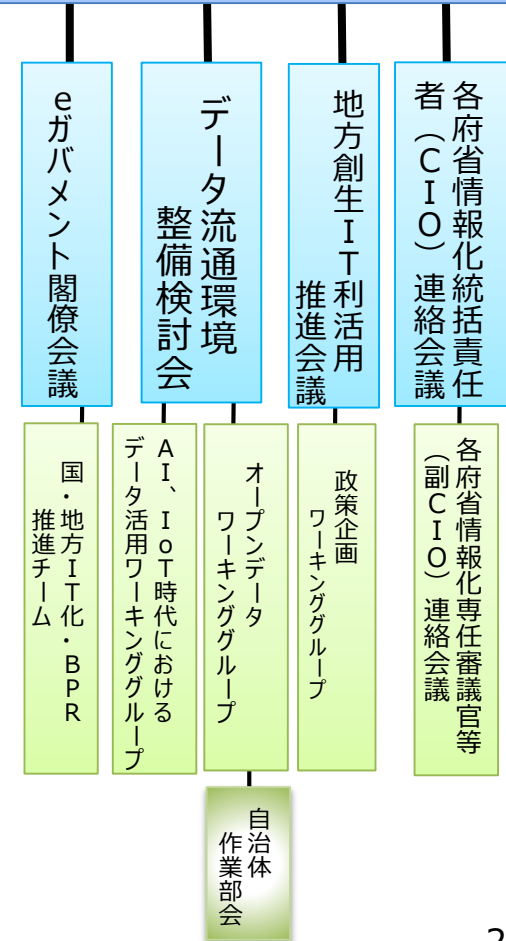 各府省情報化統括責任
者（CIO）連絡会議
地方創生IT利活用
推進会議
データ流通環境
整備検討会
eガバメント閣僚会議
各府省情報化専任審議官等
（副CIO）連絡会議
政策企画
ワーキンググループ
オープンデータ
ワーキンググループ
AI、IoT時代における
データ活用ワーキンググループ
国・地方IT化・BPR
推進チーム
自治体
作業部会
2